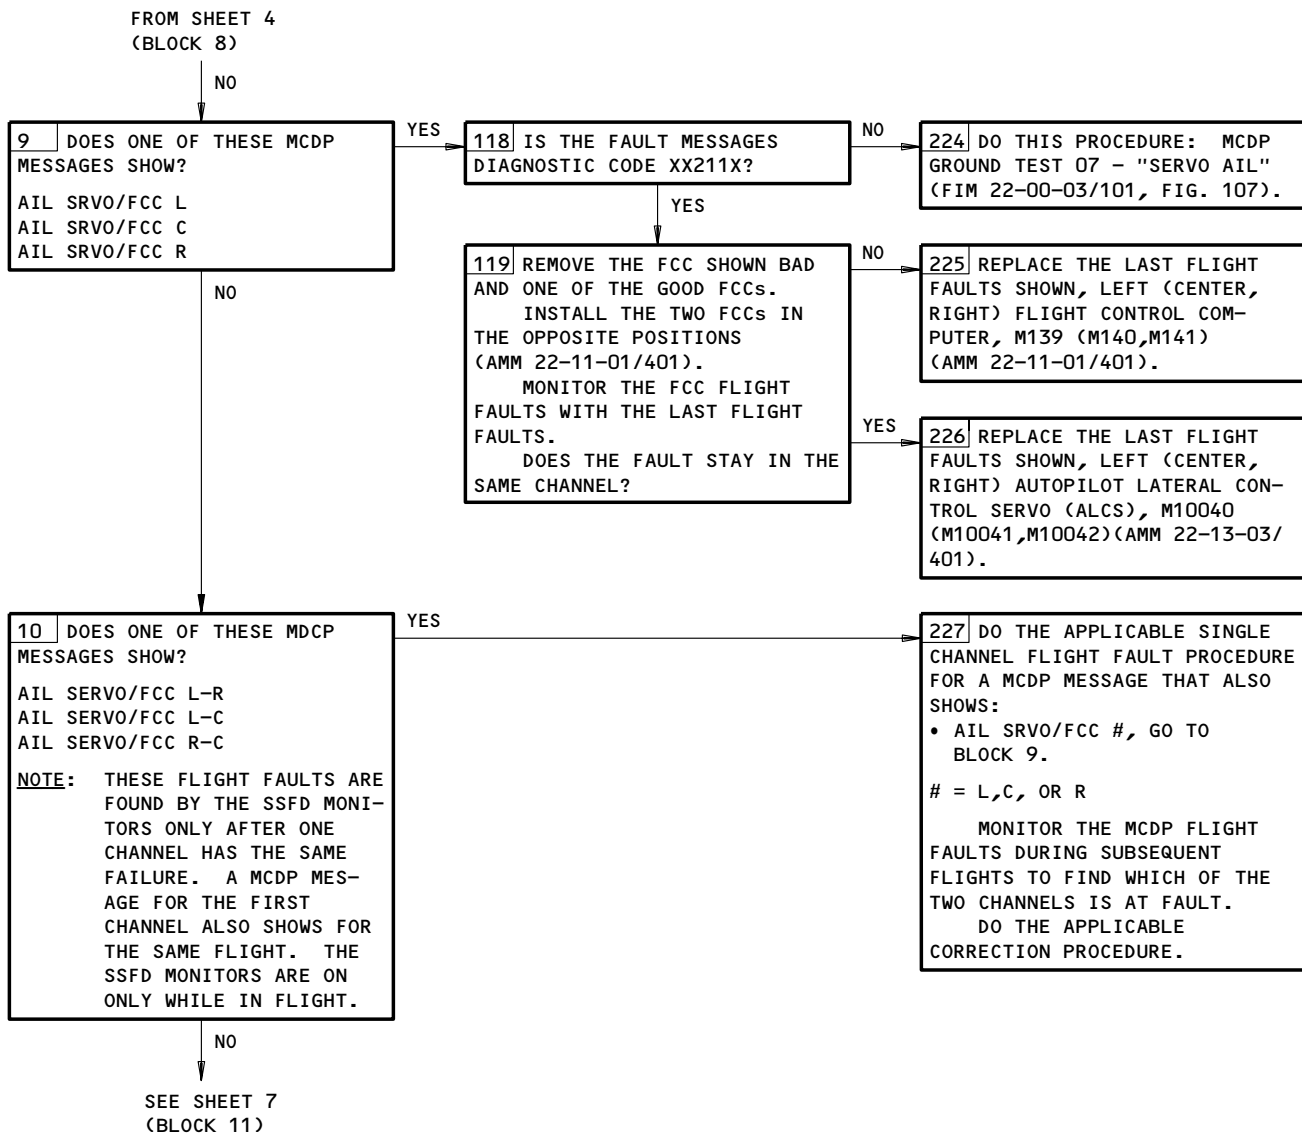 FROM SHEET 4
(BLOCK 8)
NO
9 DOES ONE OF THESE MCDP
MESSAGES SHOW?
AIL SRVO/FCC L
AIL SRVO/FCC C
AIL SRVO/FCC R
YES
118 IS THE FAULT MESSAGES
DIAGNOSTIC CODE XX211X?
NO
224 DO THIS PROCEDURE: MCDP
GROUND TEST 07 – "SERVO AIL"
(FIM 22–00–03/101, FIG. 107).
YES
119 REMOVE THE FCC SHOWN BAD
AND ONE OF THE GOOD FCCs.
INSTALL THE TWO FCCs IN
THE OPPOSITE POSITIONS
(AMM 22–11–01/401).
MONITOR THE FCC FLIGHT
FAULTS WITH THE LAST FLIGHT
FAULTS.
DOES THE FAULT STAY IN THE
SAME CHANNEL?
NO
225 REPLACE THE LAST FLIGHT
FAULTS SHOWN, LEFT (CENTER,
RIGHT) FLIGHT CONTROL COM–
PUTER, M139 (M140,M141)
(AMM 22–11–01/401).
YES
226 REPLACE THE LAST FLIGHT
FAULTS SHOWN, LEFT (CENTER,
RIGHT) AUTOPILOT LATERAL CON–
TROL SERVO (ALCS), M10040
(M10041,M10042)(AMM 22–13–03/
401).
NO
10 DOES ONE OF THESE MDCP
MESSAGES SHOW?
AIL SERVO/FCC L–R
AIL SERVO/FCC L–C
AIL SERVO/FCC R–C
NOTE: THESE FLIGHT FAULTS ARE
FOUND BY THE SSFD MONI–
TORS ONLY AFTER ONE
CHANNEL HAS THE SAME
FAILURE. A MCDP MES–
AGE FOR THE FIRST
CHANNEL ALSO SHOWS FOR
THE SAME FLIGHT. THE
SSFD MONITORS ARE ON
ONLY WHILE IN FLIGHT.
YES
227 DO THE APPLICABLE SINGLE
CHANNEL FLIGHT FAULT PROCEDURE
FOR A MCDP MESSAGE THAT ALSO
SHOWS:
• AIL SRVO/FCC #, GO TO
BLOCK 9.
# = L,C, OR R
MONITOR THE MCDP FLIGHT
FAULTS DURING SUBSEQUENT
FLIGHTS TO FIND WHICH OF THE
TWO CHANNELS IS AT FAULT.
DO THE APPLICABLE
CORRECTION PROCEDURE.
NO
SEE SHEET 7
(BLOCK 11)